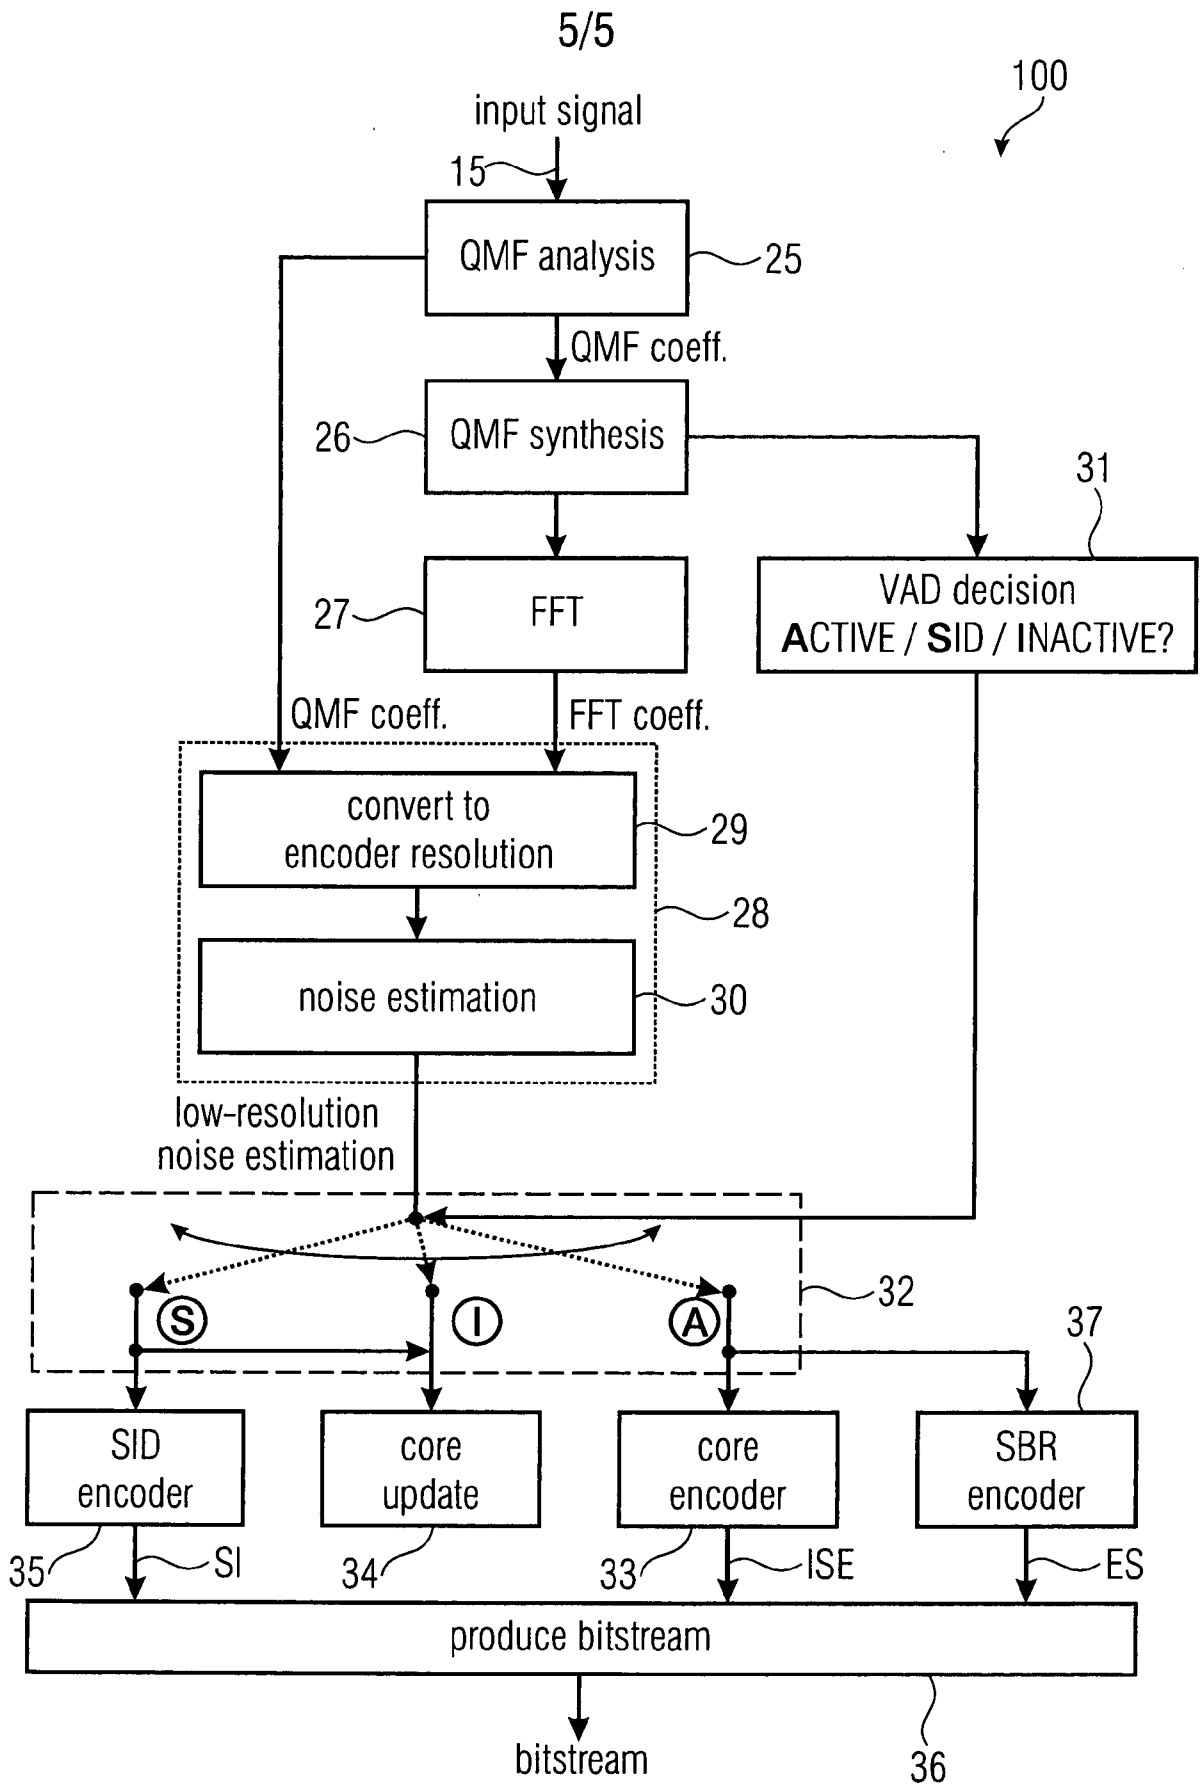 5/5
100
input signal
15
QMF analysis
25
QMF coeff.
26
QMF synthesis
31
VAD decision
ACTIVE / SID / INACTIVE?
27
FFT
QMF coeff.
FFT coeff.
convert to
encoder resolution
29
28
noise estimation
30
low-resolution
noise estimation
32
S
I
A
37
SID
encoder
core
update
core
encoder
SBR
encoder
35
SI
34
33
ISE
ES
produce bitstream
bitstream
36